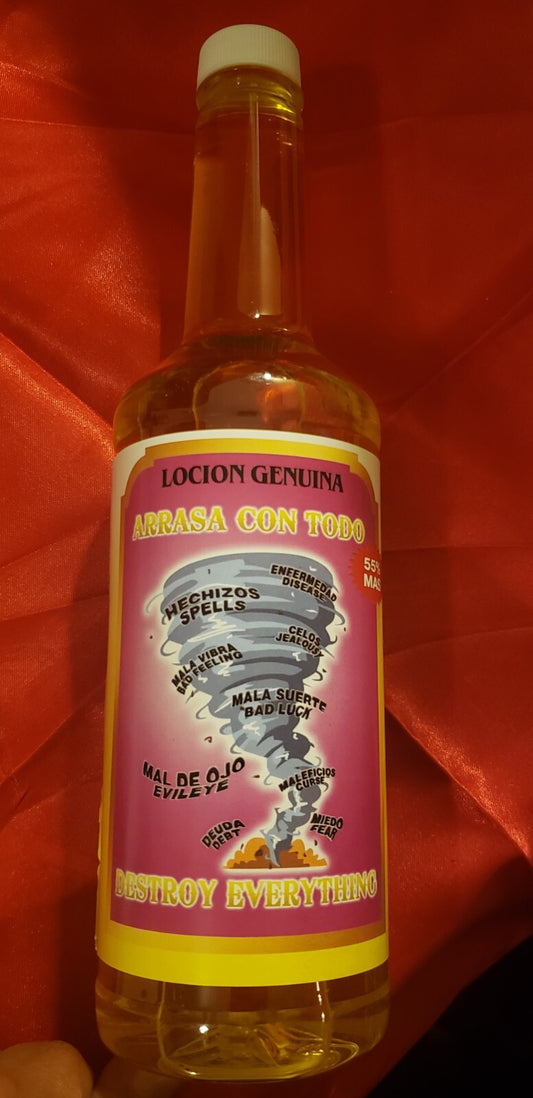 LOCION GENUINA
ARRASA CON TODO
55%
MAS
ENFERMEDAD
DISEASE
HECHIZOS
SPELLS
CELOS
JEALOUSY
MALA VIBRA
BAD FEELING
MALA SUERTE
BAD LUCK
MAL DE OJO
EVILEYE
MALEFICIOS
CURSE
DEUDA
DEBT
MIEDO
FEAR
DESTROY EVERYTHING